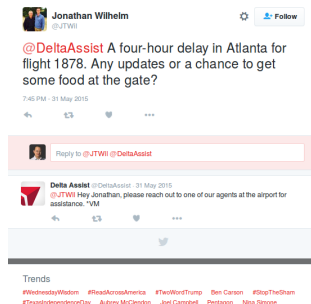 Jonathan Wilhelm
@JTWil
Follow
@DeltaAssist A four-hour delay in Atlanta for
flight 1878. Any updates or a chance to get
some food at the gate?
7:45 PM - 31 May 2015
Reply to @JTWil @DeltaAssist
Delta Assist @DeltaAssist · 31 May 2015
@JTWil Hey Jonathan, please reach out to one of our agents at the airport for
assistance. *VM
Trends
#WednesdayWisdom #ReadAcrossAmerica #TwoWordTrump Ben Carson #StopTheSham
#TexasIndependenceDay Aubrey McClendon Joel Campbell Pentagon Nina Simone